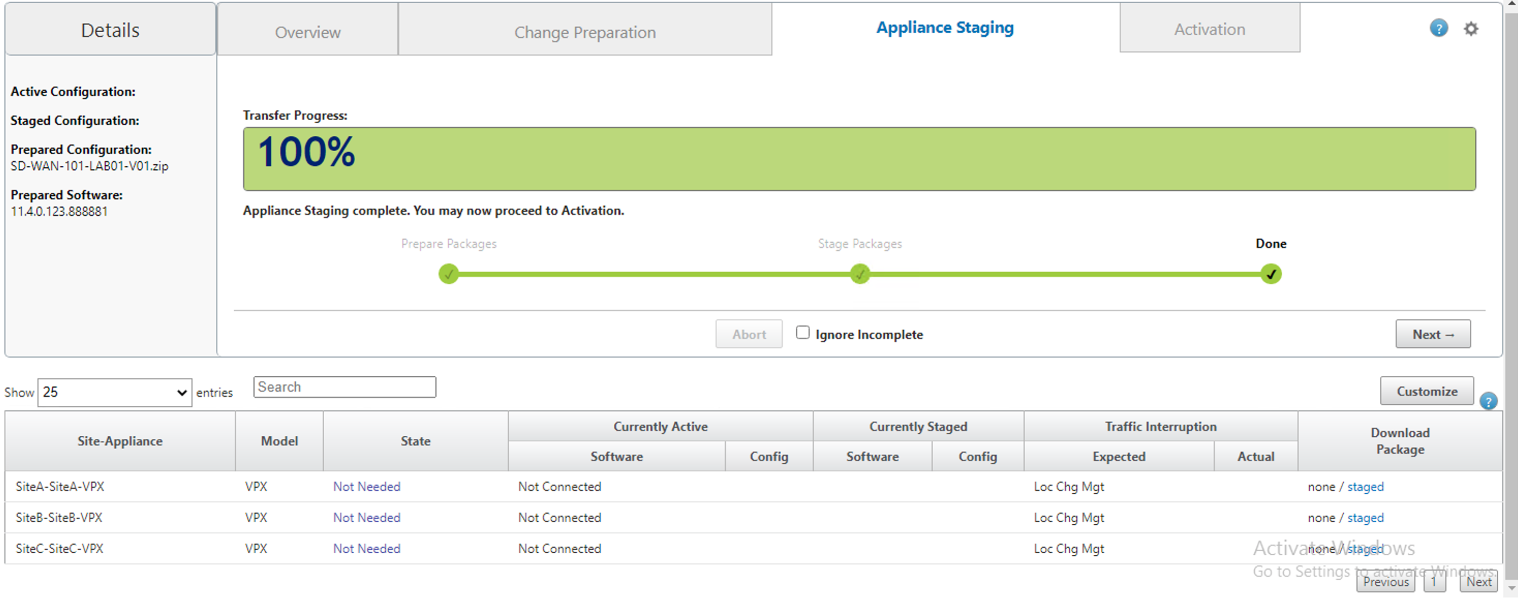 Details
Overview
Change Preparation
Appliance Staging
Activation
?
Active Configuration:
Staged Configuration:
Prepared Configuration:
SD-WAN-101-LAB01-V01.zip
Prepared Software:
11.4.0.123.888881
Transfer Progress:
100%
Appliance Staging complete. You may now proceed to Activation.
Prepare Packages
Stage Packages
Done
Abort
Ignore Incomplete
Next →
Show 25 entries
Search
Customize
?
Site-Appliance
Model
State
Currently Active
Currently Staged
Traffic Interruption
Download
Package
Software
Config
Software
Config
Expected
Actual
SiteA-SiteA-VPX VPX Not Needed Not Connected Loc Chg Mgt none / staged
SiteB-SiteB-VPX VPX Not Needed Not Connected Loc Chg Mgt none / staged
SiteC-SiteC-VPX VPX Not Needed Not Connected Loc Chg Mgt none / staged
Activate Windows
Go to Settings to activate Windows.
Previous 1 Next